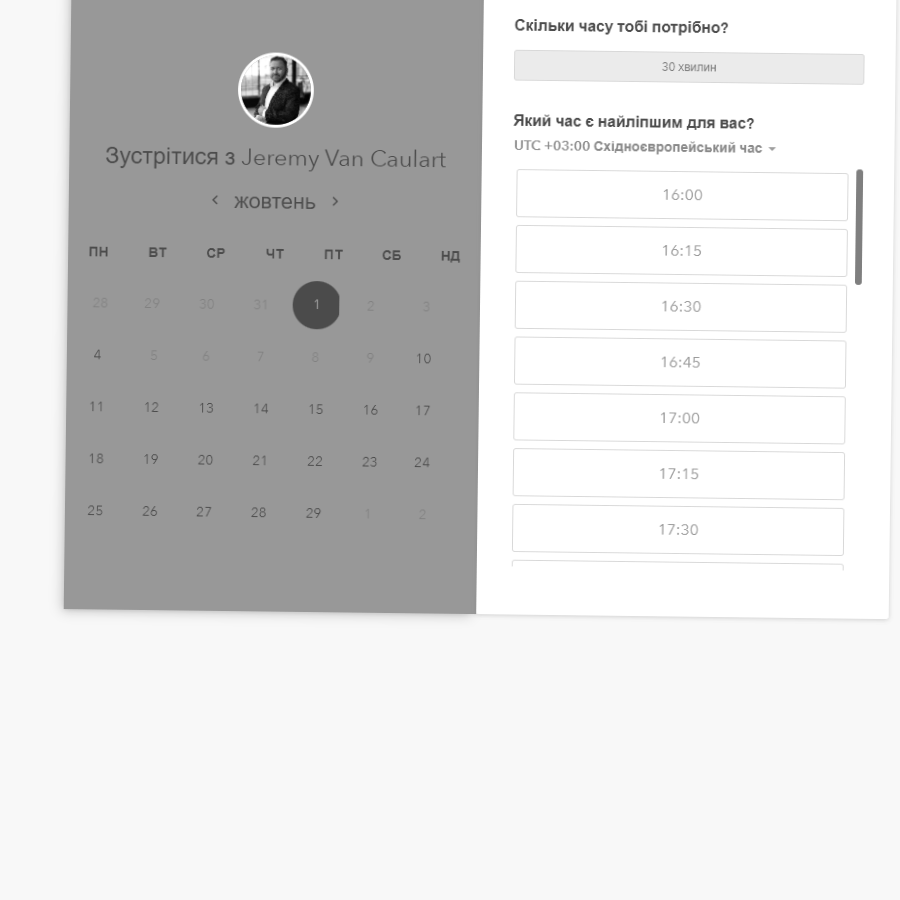 Зустрітися з Jeremy Van Caulart
жовтень
ПН ВТ СР ЧТ ПТ СБ НД
28 29 30 31 1 2 3
4 5 6 7 8 9 10
11 12 13 14 15 16 17
18 19 20 21 22 23 24
25 26 27 28 29 1 2
Скільки часу тобі потрібно?
30 хвилин
Який час є найліпшим для вас?
UTC +03:00 Східноєвропейський час
16:00
16:15
16:30
16:45
17:00
17:15
17:30